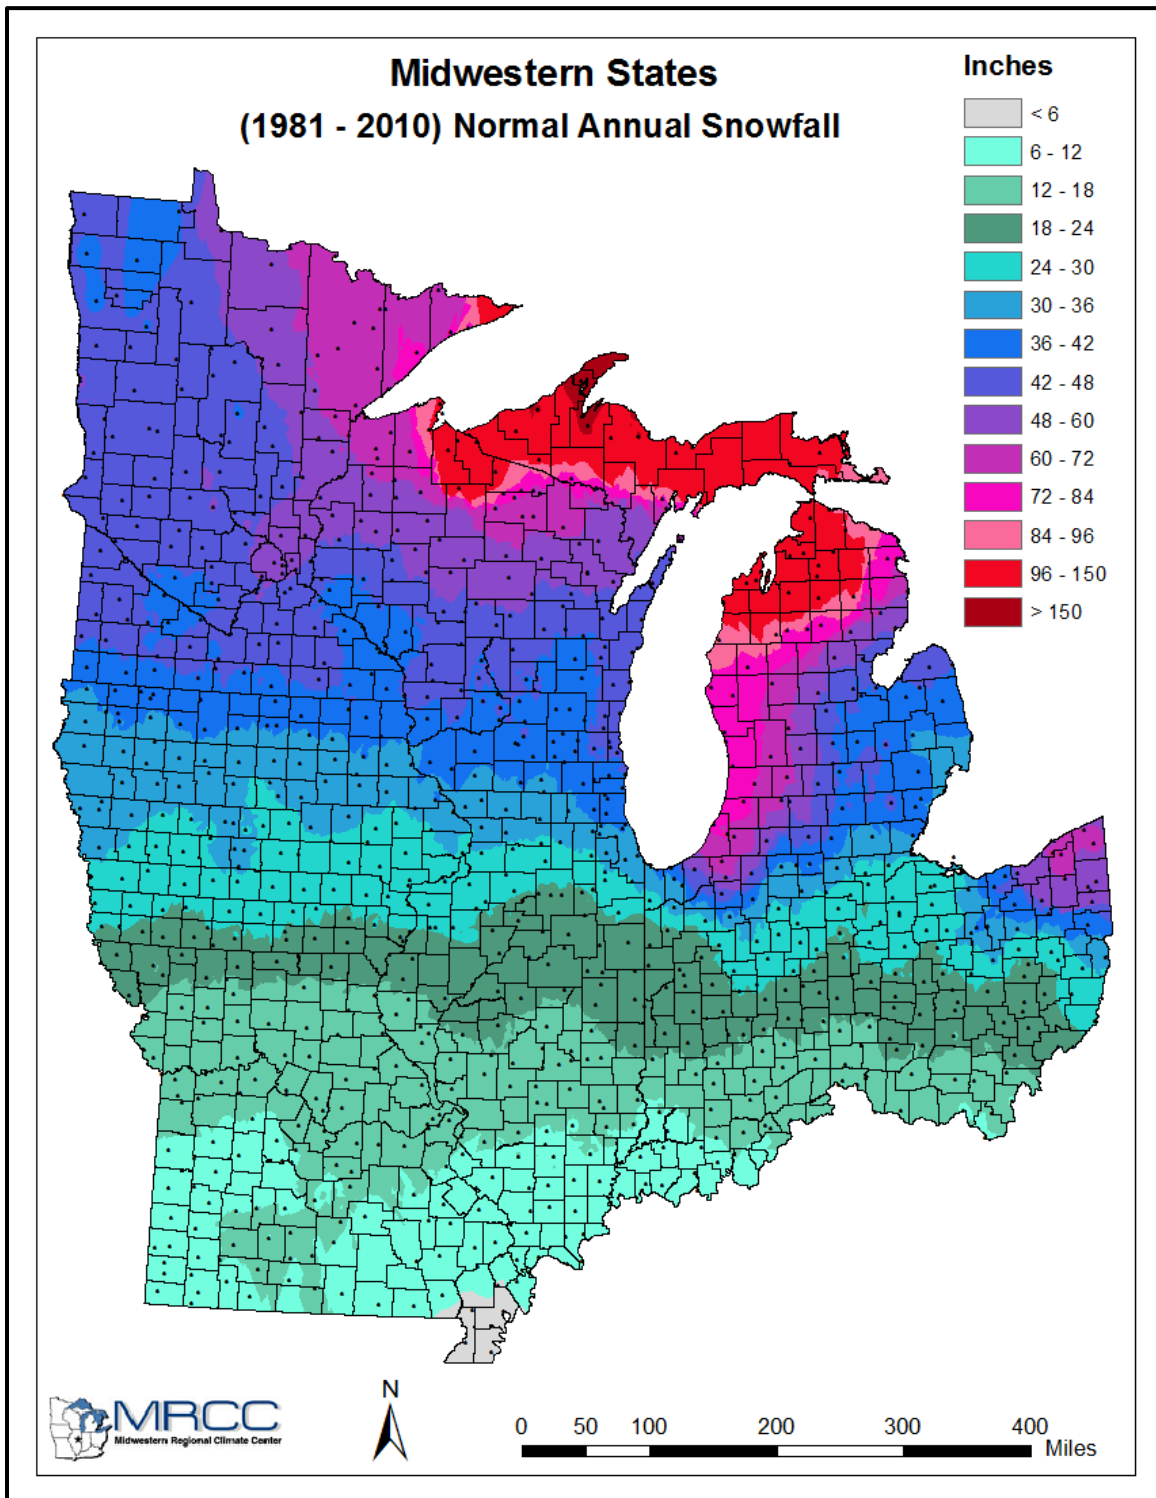 Midwestern States
(1981 - 2010) Normal Annual Snowfall
Inches
< 6
6 - 12
12 - 18
18 - 24
24 - 30
30 - 36
36 - 42
42 - 48
48 - 60
60 - 72
72 - 84
84 - 96
96 - 150
> 150
MRCC
Midwestern Regional Climate Center
N
0 50 100 200 300 400
Miles